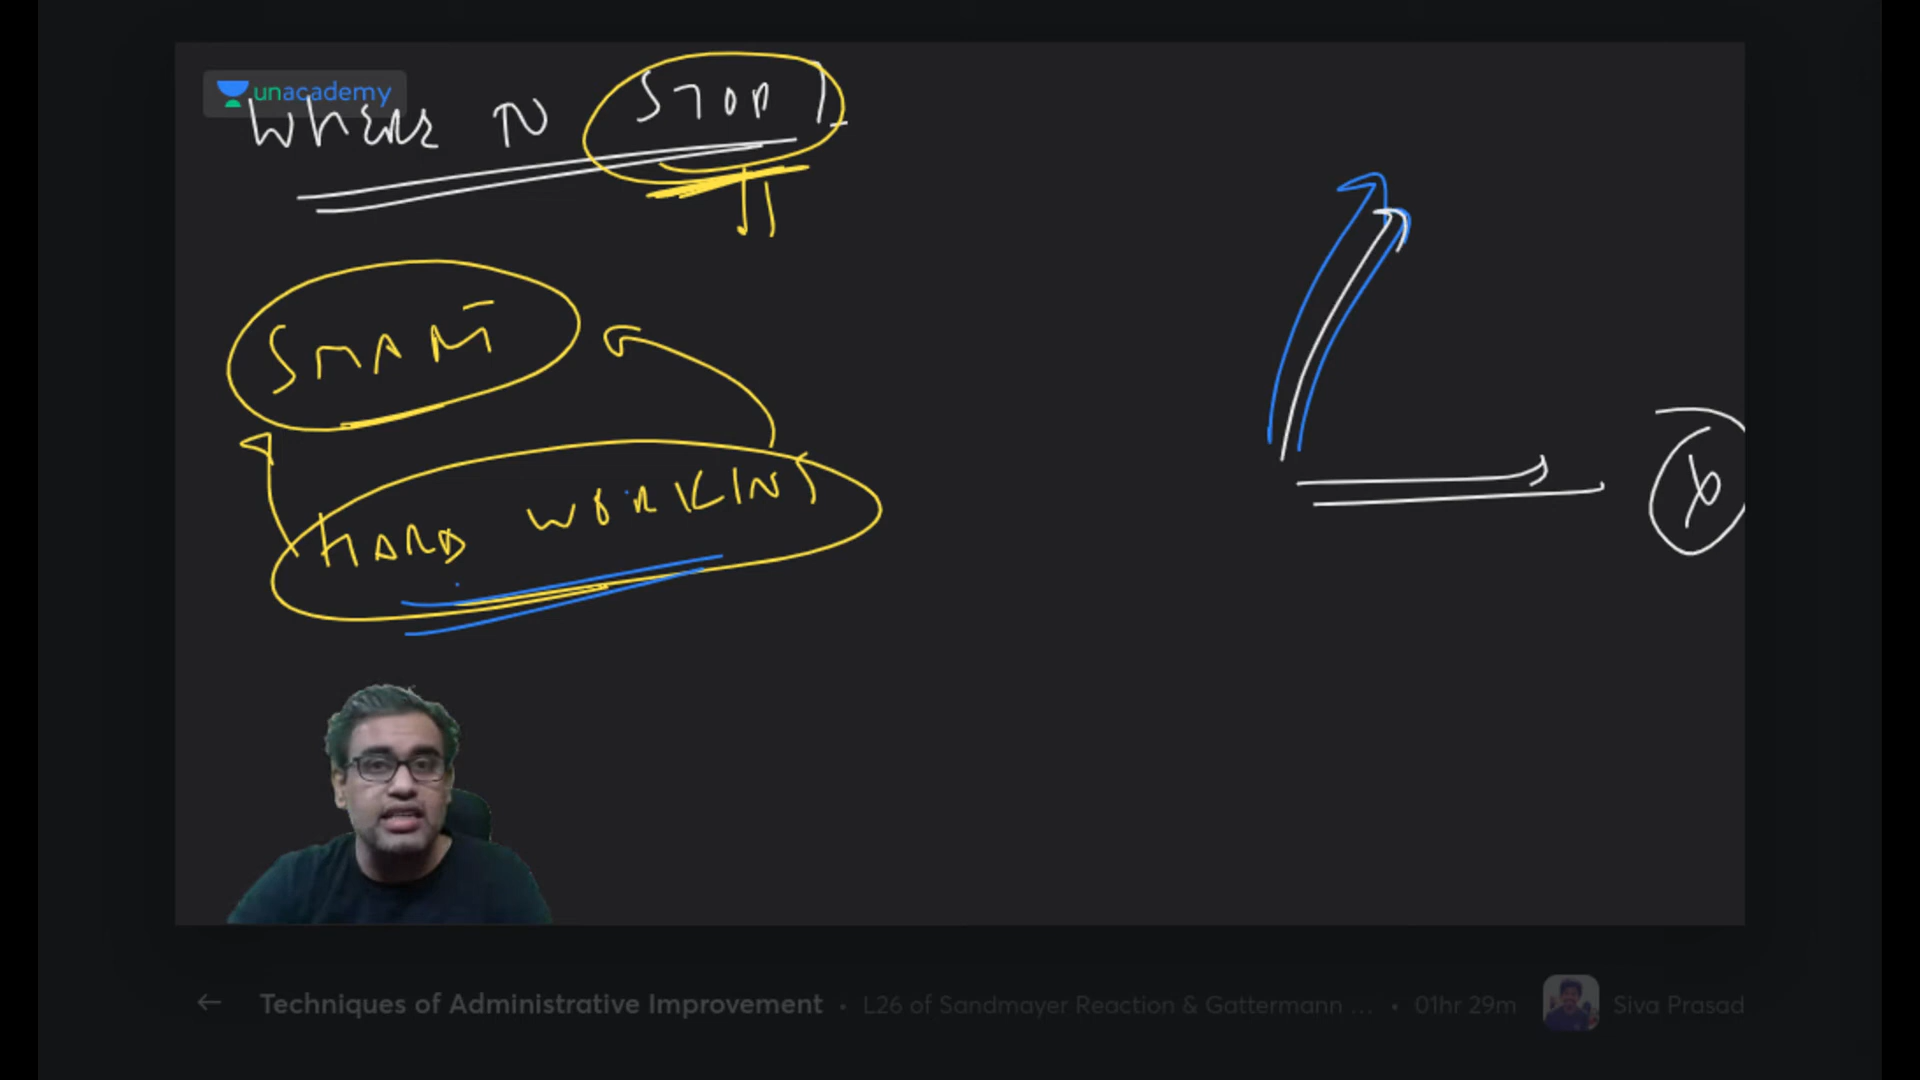 unacademy
WHERE TO STOP
SMART
HARD WORKING
Techniques of Administrative Improvement • L26 of Sandmayer Reaction & Gattermann ... • 01hr 29m Siva Prasad